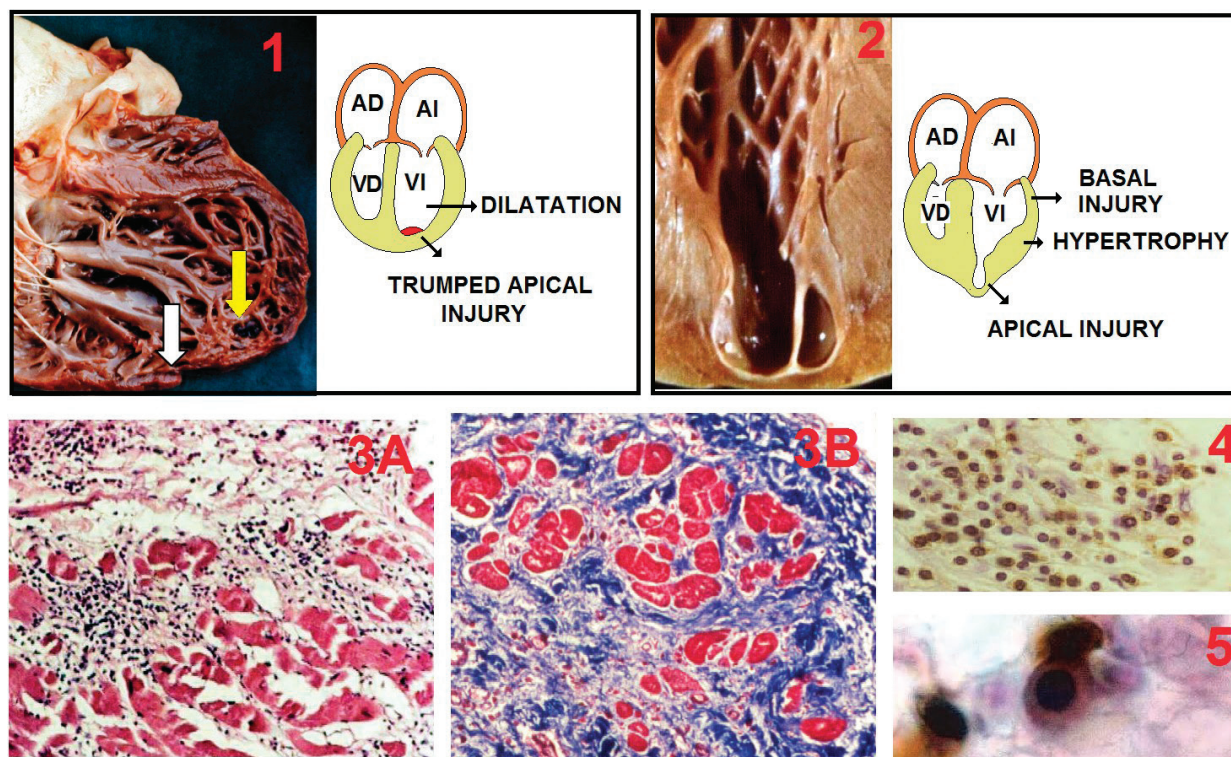 1
AD
AI
VD
VI
DILATATION
TRUMPED APICAL
INJURY
2
AD
AI
VD
VI
BASAL
INJURY
HYPERTROPHY
APICAL INJURY
3A
3B
4
5